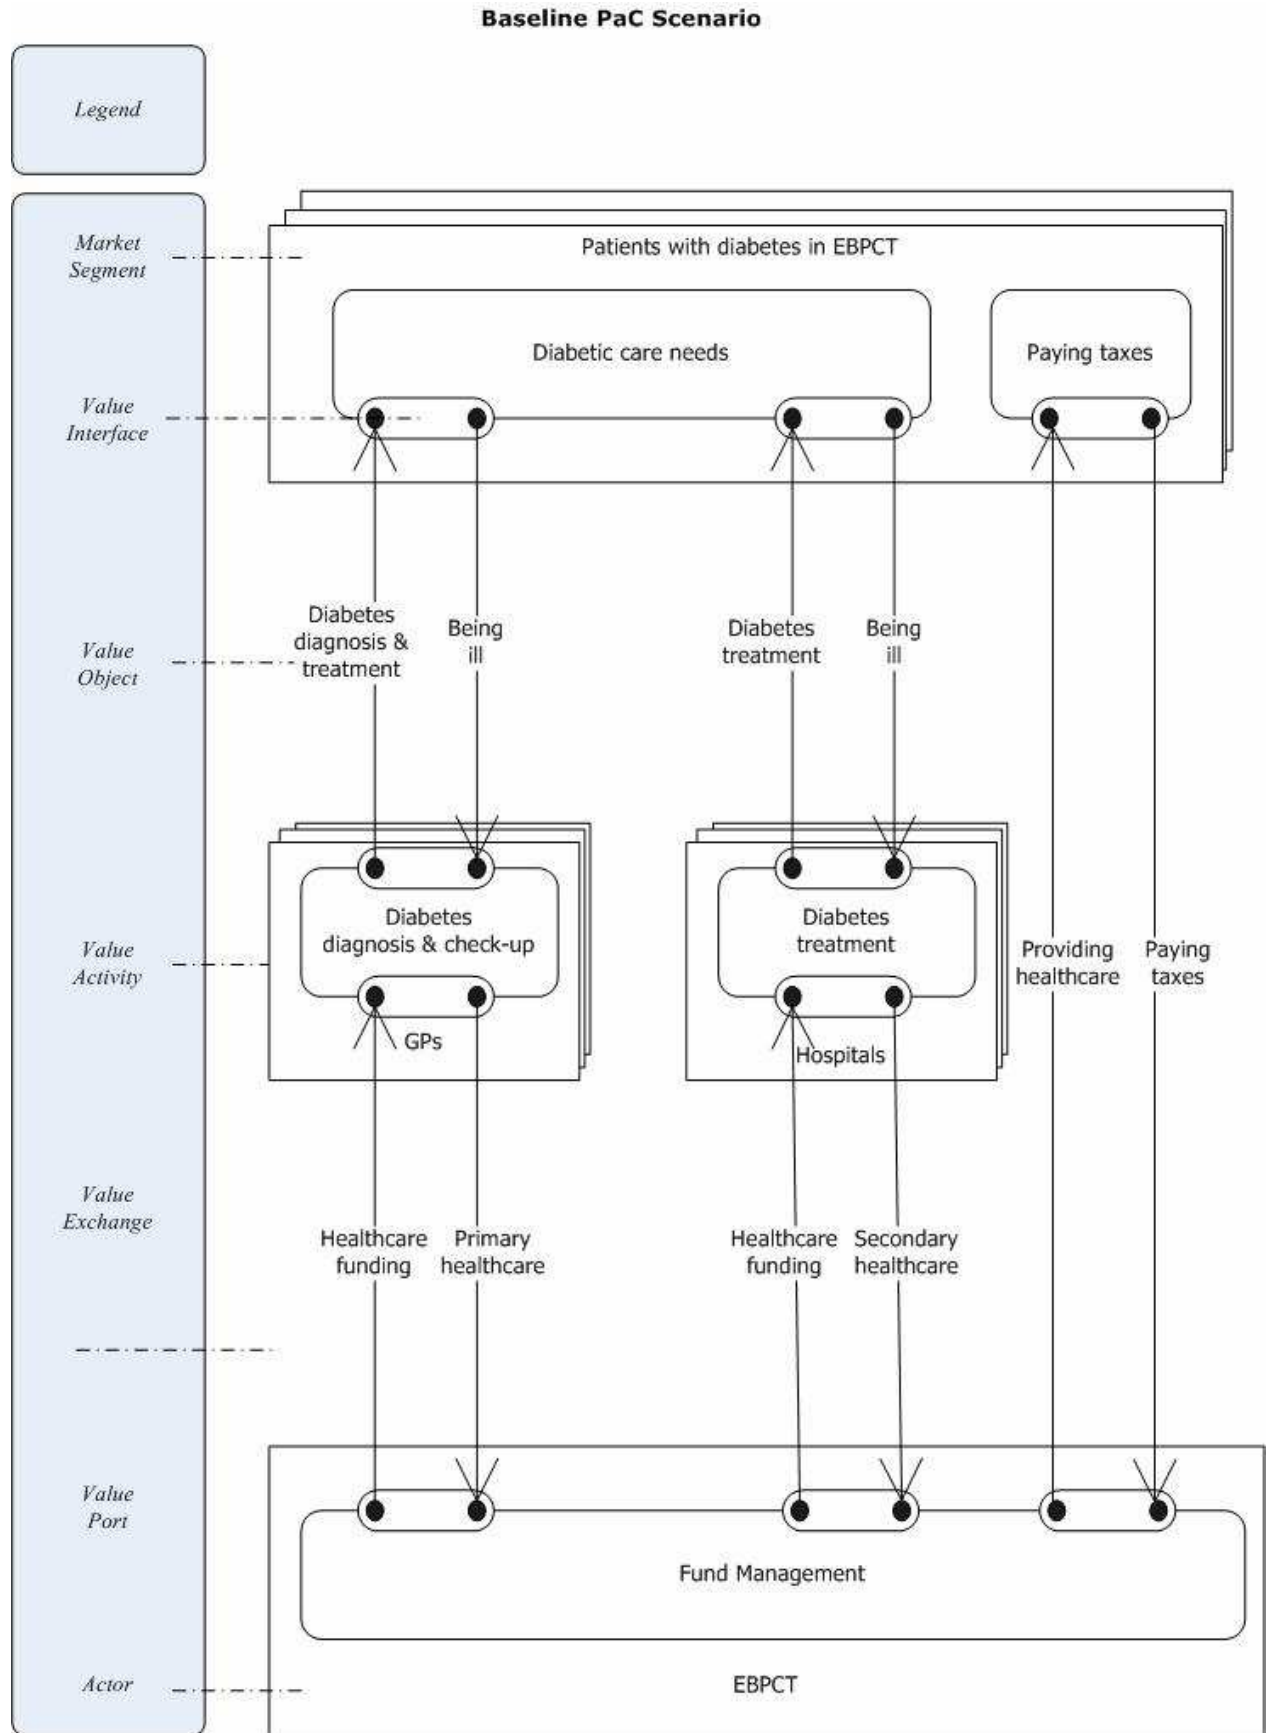 Baseline PaC Scenario
Legend
Market
Segment
Patients with diabetes in EBPCT
Diabetic care needs
Paying taxes
Value
Interface
Value
Object
Diabetes
diagnosis &
treatment
Being
ill
Diabetes
treatment
Being
ill
Value
Activity
Diabetes
diagnosis & check-up
GPs
Diabetes
treatment
Hospitals
Providing
healthcare
Paying
taxes
Value
Exchange
Healthcare
funding
Primary
healthcare
Healthcare
funding
Secondary
healthcare
Value
Port
Fund Management
Actor
EBPCT